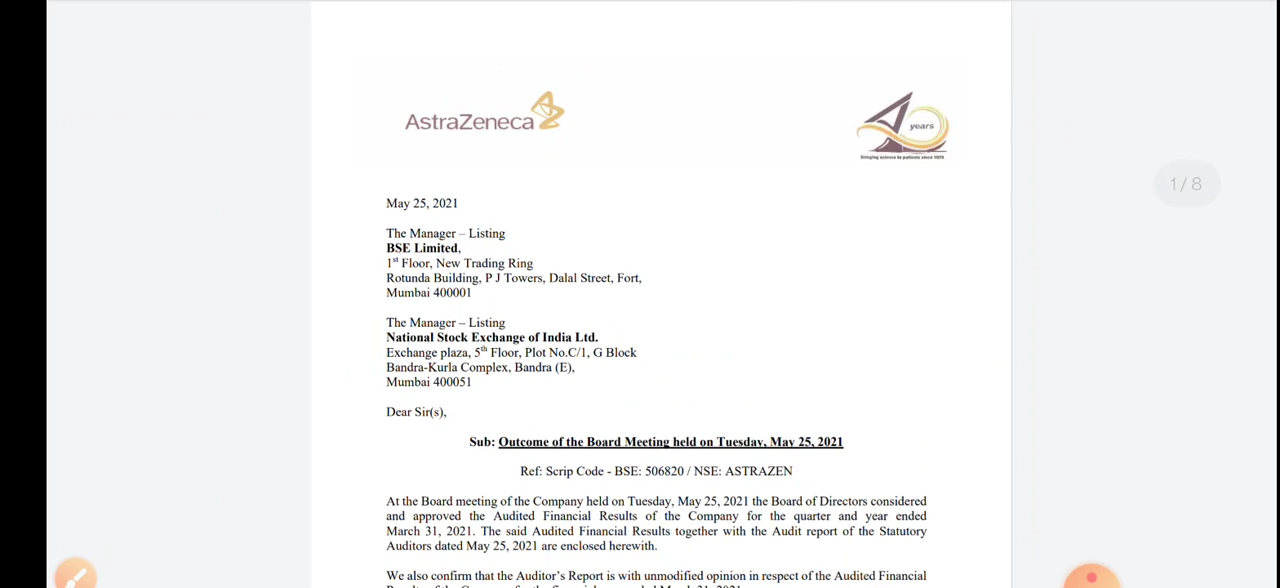 AstraZeneca
40 years
Bringing science to patients since 1979
1 / 8
May 25, 2021
The Manager – Listing
BSE Limited,
1st Floor, New Trading Ring
Rotunda Building, P J Towers, Dalal Street, Fort,
Mumbai 400001
The Manager – Listing
National Stock Exchange of India Ltd.
Exchange plaza, 5th Floor, Plot No.C/1, G Block
Bandra-Kurla Complex, Bandra (E),
Mumbai 400051
Dear Sir(s),
Sub: Outcome of the Board Meeting held on Tuesday, May 25, 2021
Ref: Scrip Code - BSE: 506820 / NSE: ASTRAZEN
At the Board meeting of the Company held on Tuesday, May 25, 2021 the Board of Directors considered
and approved the Audited Financial Results of the Company for the quarter and year ended
March 31, 2021. The said Audited Financial Results together with the Audit report of the Statutory
Auditors dated May 25, 2021 are enclosed herewith.
We also confirm that the Auditor's Report is with unmodified opinion in respect of the Audited Financial